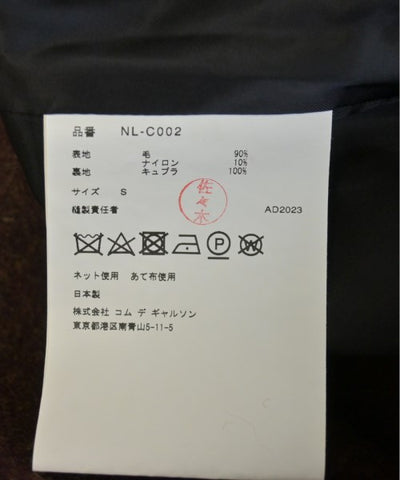 品番 NL-C002
表地 毛 90%
ナイロン 10%
裏地 キュプラ 100%
サイズ S
縫製責任者 佐々木 AD2023
P W
ネット使用 あて布使用
日本製
株式会社 コム デ ギャルソン
東京都港区南青山5-11-5